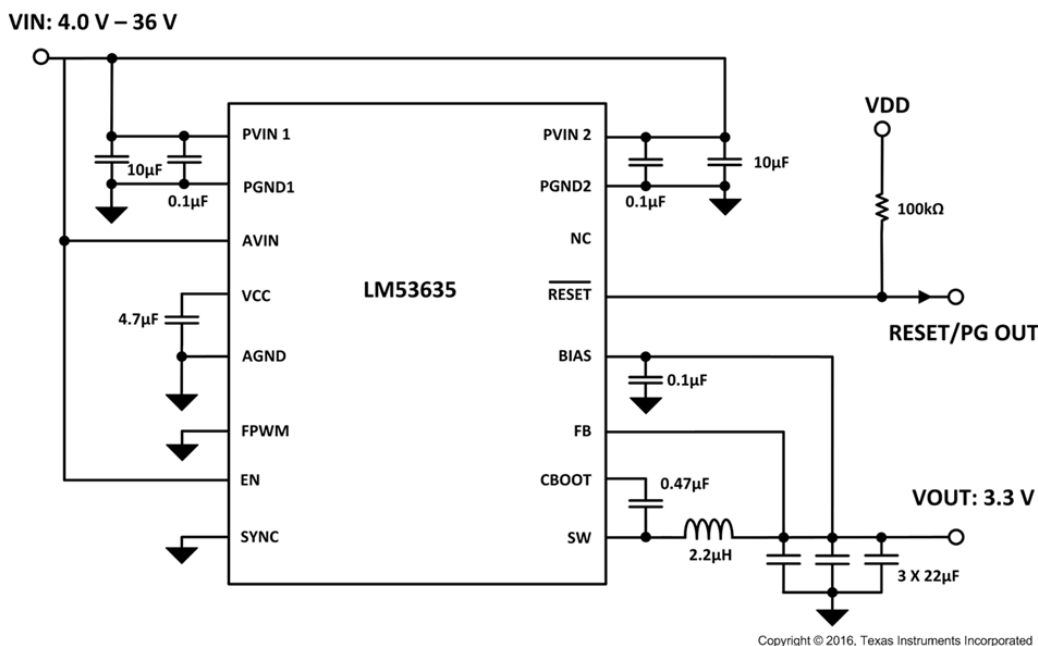 VIN: 4.0 V – 36 V
PVIN 1
PVIN 2
VDD
10µF
0.1µF
PGND1
PGND2
0.1µF
10µF
100kΩ
AVIN
NC
LM53635
VCC
RESET
4.7µF
RESET/PG OUT
AGND
BIAS
0.1µF
FPWM
FB
EN
CBOOT
0.47µF
VOUT: 3.3 V
SYNC
SW
2.2µH
3 X 22µF
Copyright © 2016, Texas Instruments Incorporated